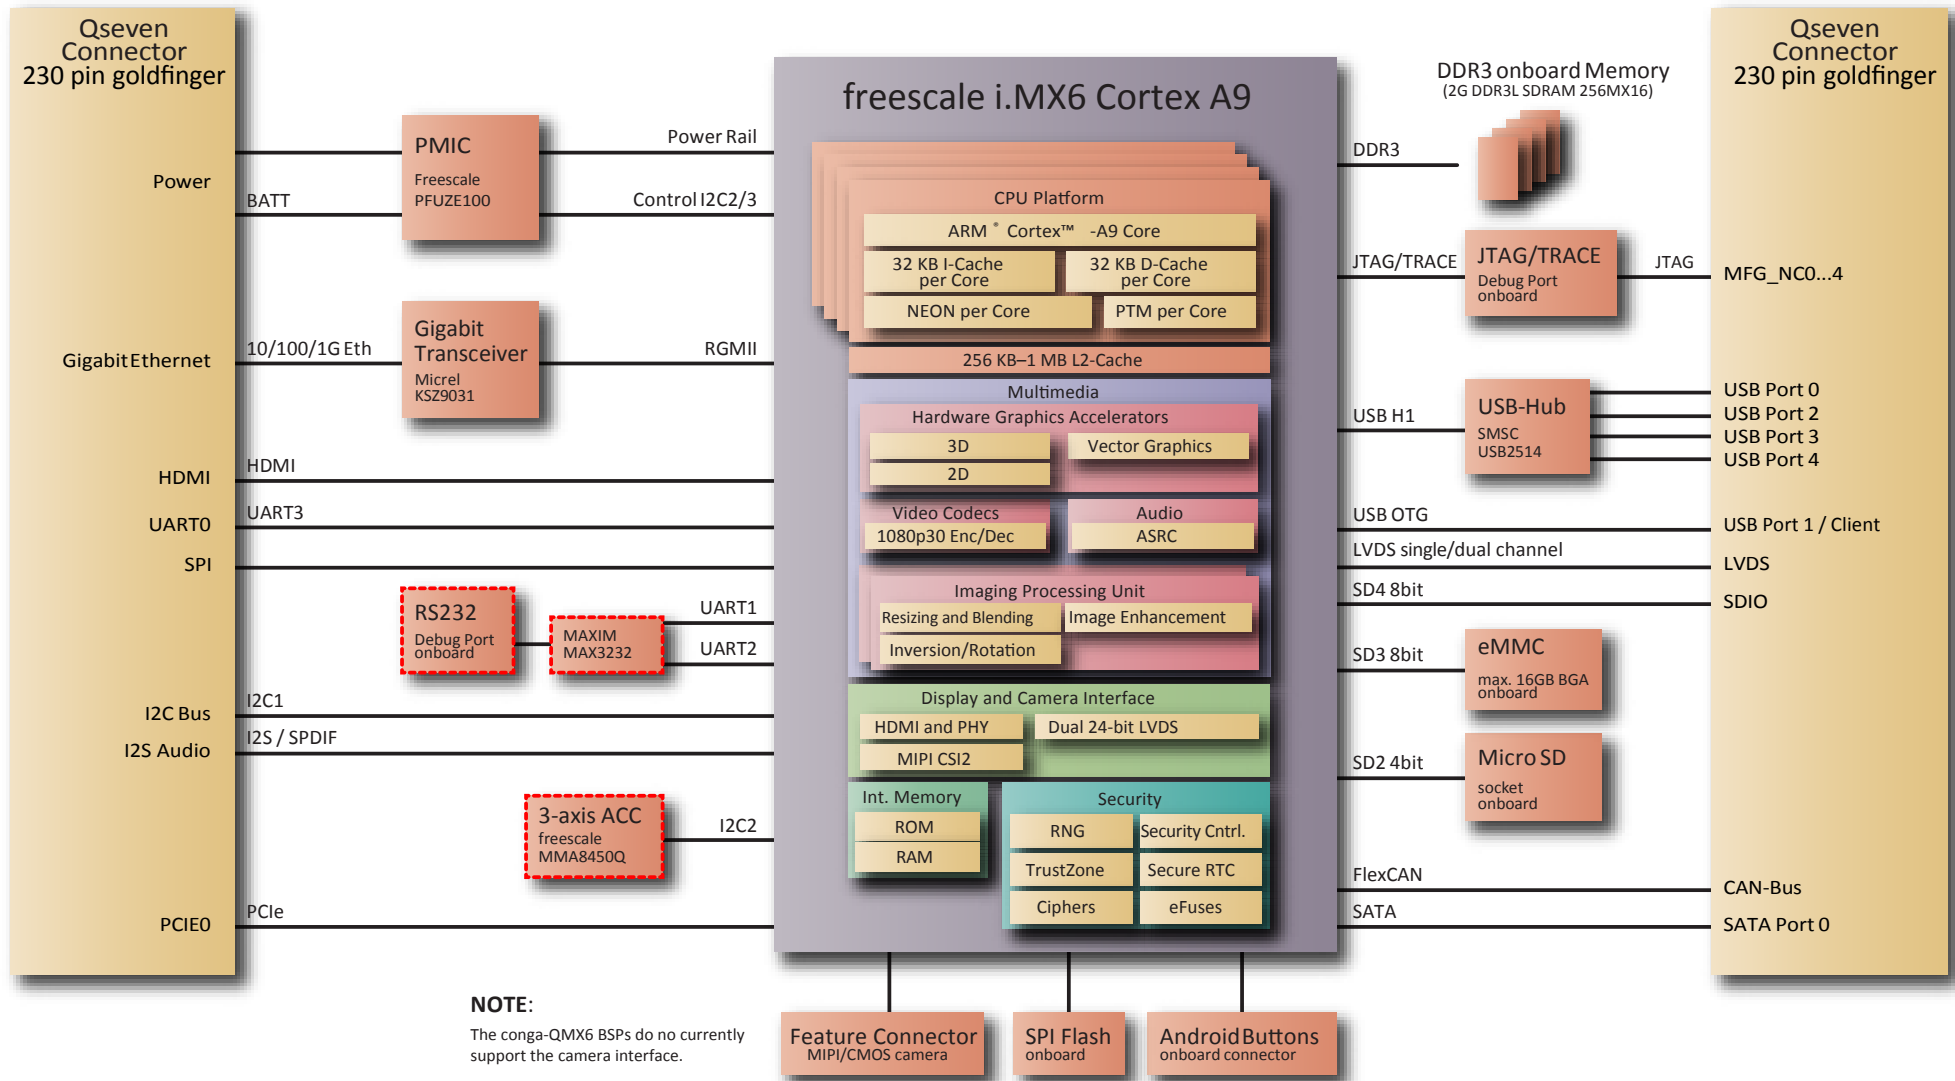 Qseven
Connector
230 pin goldfinger
Power
BATT
GigabitEthernet
10/100/1G Eth
HDMI
HDMI
UART0
UART3
SPI
I2C Bus
I2C1
I2S Audio
I2S / SPDIF
PCIE0
PCIe
PMIC
Freescale
PFUZE100
Power Rail
Control I2C2/3
Gigabit
Transceiver
Micrel
KSZ9031
RGMII
RS232
Debug Port
onboard
MAXIM
MAX3232
UART1
UART2
3-axis ACC
freescale
MMA8450Q
I2C2
freescale i.MX6 Cortex A9
CPU Platform
ARM ® Cortex™ -A9 Core
32 KB I-Cache
per Core
32 KB D-Cache
per Core
NEON per Core
PTM per Core
256 KB–1 MB L2-Cache
Multimedia
Hardware Graphics Accelerators
3D
Vector Graphics
2D
Video Codecs
1080p30 Enc/Dec
Audio
ASRC
Imaging Processing Unit
Resizing and Blending
Image Enhancement
Inversion/Rotation
Display and Camera Interface
HDMI and PHY
Dual 24-bit LVDS
MIPI CSI2
Int. Memory
ROM
RAM
Security
RNG
Security Cntrl.
TrustZone
Secure RTC
Ciphers
eFuses
DDR3 onboard Memory
(2G DDR3L SDRAM 256MX16)
DDR3
JTAG/TRACE
JTAG/TRACE
Debug Port
onboard
JTAG
USB H1
USB-Hub
SMSC
USB2514
USB OTG
LVDS single/dual channel
SD4 8bit
SD3 8bit
eMMC
max. 16GB BGA
onboard
SD2 4bit
Micro SD
socket
onboard
FlexCAN
SATA
Qseven
Connector
230 pin goldfinger
MFG_NC0...4
USB Port 0
USB Port 2
USB Port 3
USB Port 4
USB Port 1 / Client
LVDS
SDIO
CAN-Bus
SATA Port 0
NOTE:
The conga-QMX6 BSPs do no currently
support the camera interface.
Feature Connector
MIPI/CMOS camera
SPI Flash
onboard
Android Buttons
onboard connector